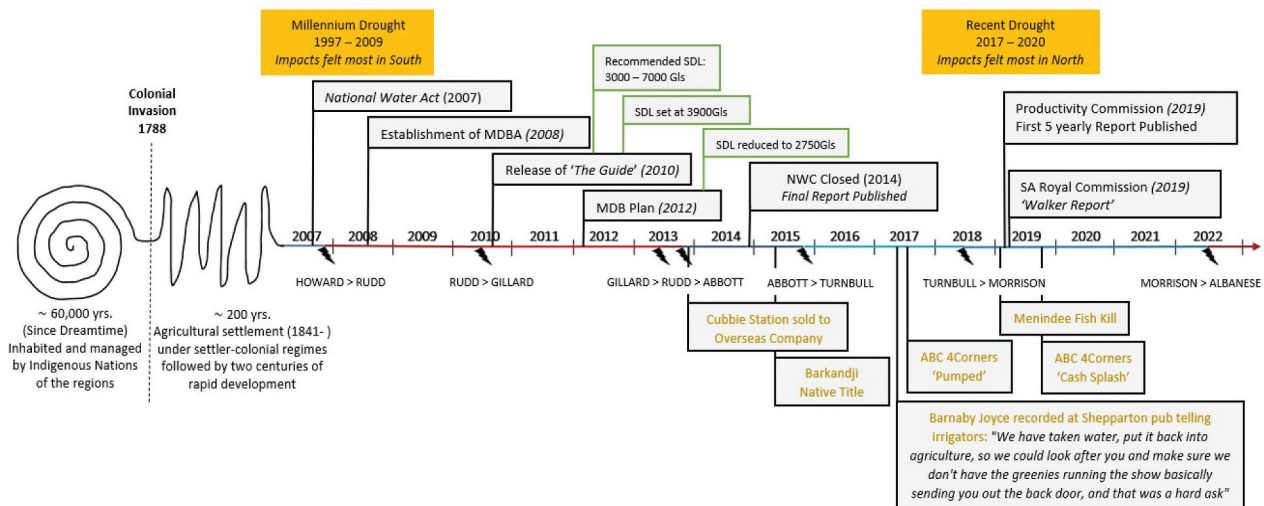 Millennium Drought
1997 – 2009
Impacts felt most in South
Recent Drought
2017 – 2020
Impacts felt most in North
Colonial
Invasion
1788
National Water Act (2007)
Establishment of MDBA (2008)
Release of ‘The Guide’ (2010)
MDB Plan (2012)
Recommended SDL:
3000 – 7000 Gls
SDL set at 3900Gls
SDL reduced to 2750Gls
NWC Closed (2014)
Final Report Published
Productivity Commission (2019)
First 5 yearly Report Published
SA Royal Commission (2019)
‘Walker Report’
2007 2008 2009 2010 2011 2012 2013 2014 2015 2016 2017 2018 2019 2020 2021 2022
HOWARD > RUDD
RUDD > GILLARD
GILLARD > RUDD > ABBOTT
ABBOTT > TURNBULL
TURNBULL > MORRISON
MORRISON > ALBANESE
~ 60,000 yrs.
(Since Dreamtime)
Inhabited and managed
by Indigenous Nations
of the regions
~ 200 yrs.
Agricultural settlement (1841- )
under settler-colonial regimes
followed by two centuries of
rapid development
Cubbie Station sold to
Overseas Company
Barkandji
Native Title
ABC 4Corners
‘Pumped’
Menindee Fish Kill
ABC 4Corners
‘Cash Splash’
Barnaby Joyce recorded at Shepparton pub telling
irrigators: "We have taken water, put it back into
agriculture, so we could look after you and make sure we
don't have the greenies running the show basically
sending you out the back door, and that was a hard ask"